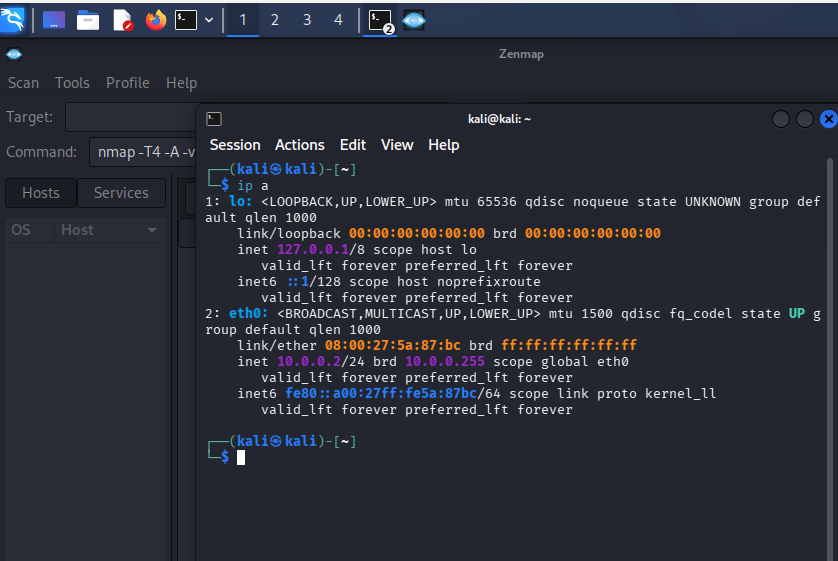 1 2 3 4 2
Zenmap
Scan Tools Profile Help
Target:
Command: nmap -T4 -A -v
Hosts Services
OS Host
kali@kali: ~
Session Actions Edit View Help
┌──(kali㉿kali)-[~]
└─$ ip a
1: lo: <LOOPBACK,UP,LOWER_UP> mtu 65536 qdisc noqueue state UNKNOWN group def
ault qlen 1000
link/loopback 00:00:00:00:00:00 brd 00:00:00:00:00:00
inet 127.0.0.1/8 scope host lo
valid_lft forever preferred_lft forever
inet6 ::1/128 scope host noprefixroute
valid_lft forever preferred_lft forever
2: eth0: <BROADCAST,MULTICAST,UP,LOWER_UP> mtu 1500 qdisc fq_codel state UP g
roup default qlen 1000
link/ether 08:00:27:5a:87:bc brd ff:ff:ff:ff:ff:ff
inet 10.0.0.2/24 brd 10.0.0.255 scope global eth0
valid_lft forever preferred_lft forever
inet6 fe80::a00:27ff:fe5a:87bc/64 scope link proto kernel_ll
valid_lft forever preferred_lft forever
┌──(kali㉿kali)-[~]
└─$